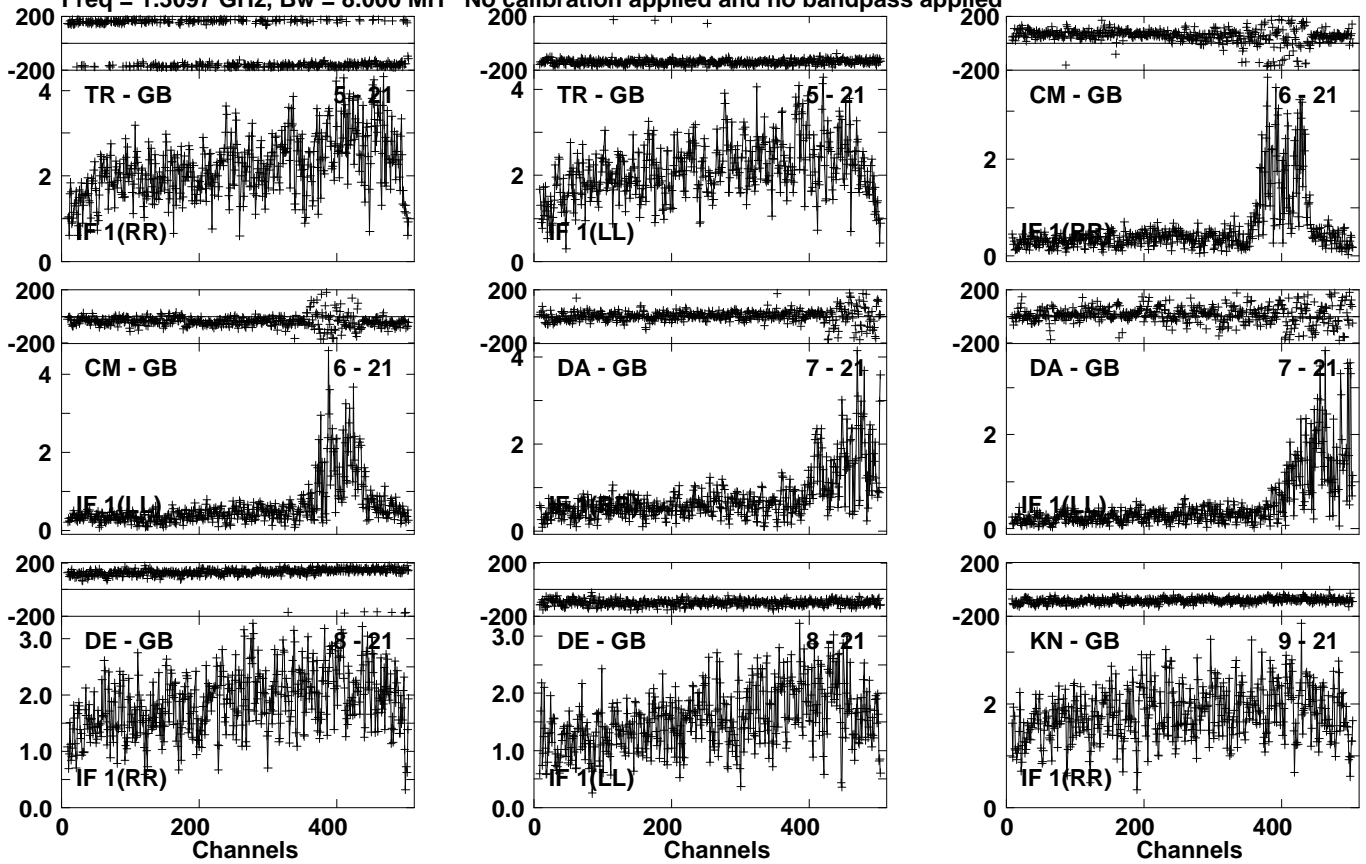 Freq = 1.5097 GHz, Bw = 8.000 MH No calibration applied and no bandpass applied
200
-200
TR - GB
5 - 21
4
2
0
IF 1(RR)
200
-200
TR - GB
5 - 21
4
2
0
IF 1(LL)
200
-200
CM - GB
6 - 21
2
0
IF 1(RR)
200
-200
CM - GB
6 - 21
4
2
0
IF 1(LL)
200
-200
DA - GB
7 - 21
4
2
0
IF 1(RR)
200
-200
DA - GB
7 - 21
2
0
IF 1(LL)
200
-200
DE - GB
8 - 21
3.0
2.0
1.0
0.0
IF 1(RR)
0 200 400
Channels
200
-200
DE - GB
8 - 21
3.0
2.0
1.0
0.0
IF 1(LL)
0 200 400
Channels
200
-200
KN - GB
9 - 21
2
0
IF 1(RR)
0 200 400
Channels